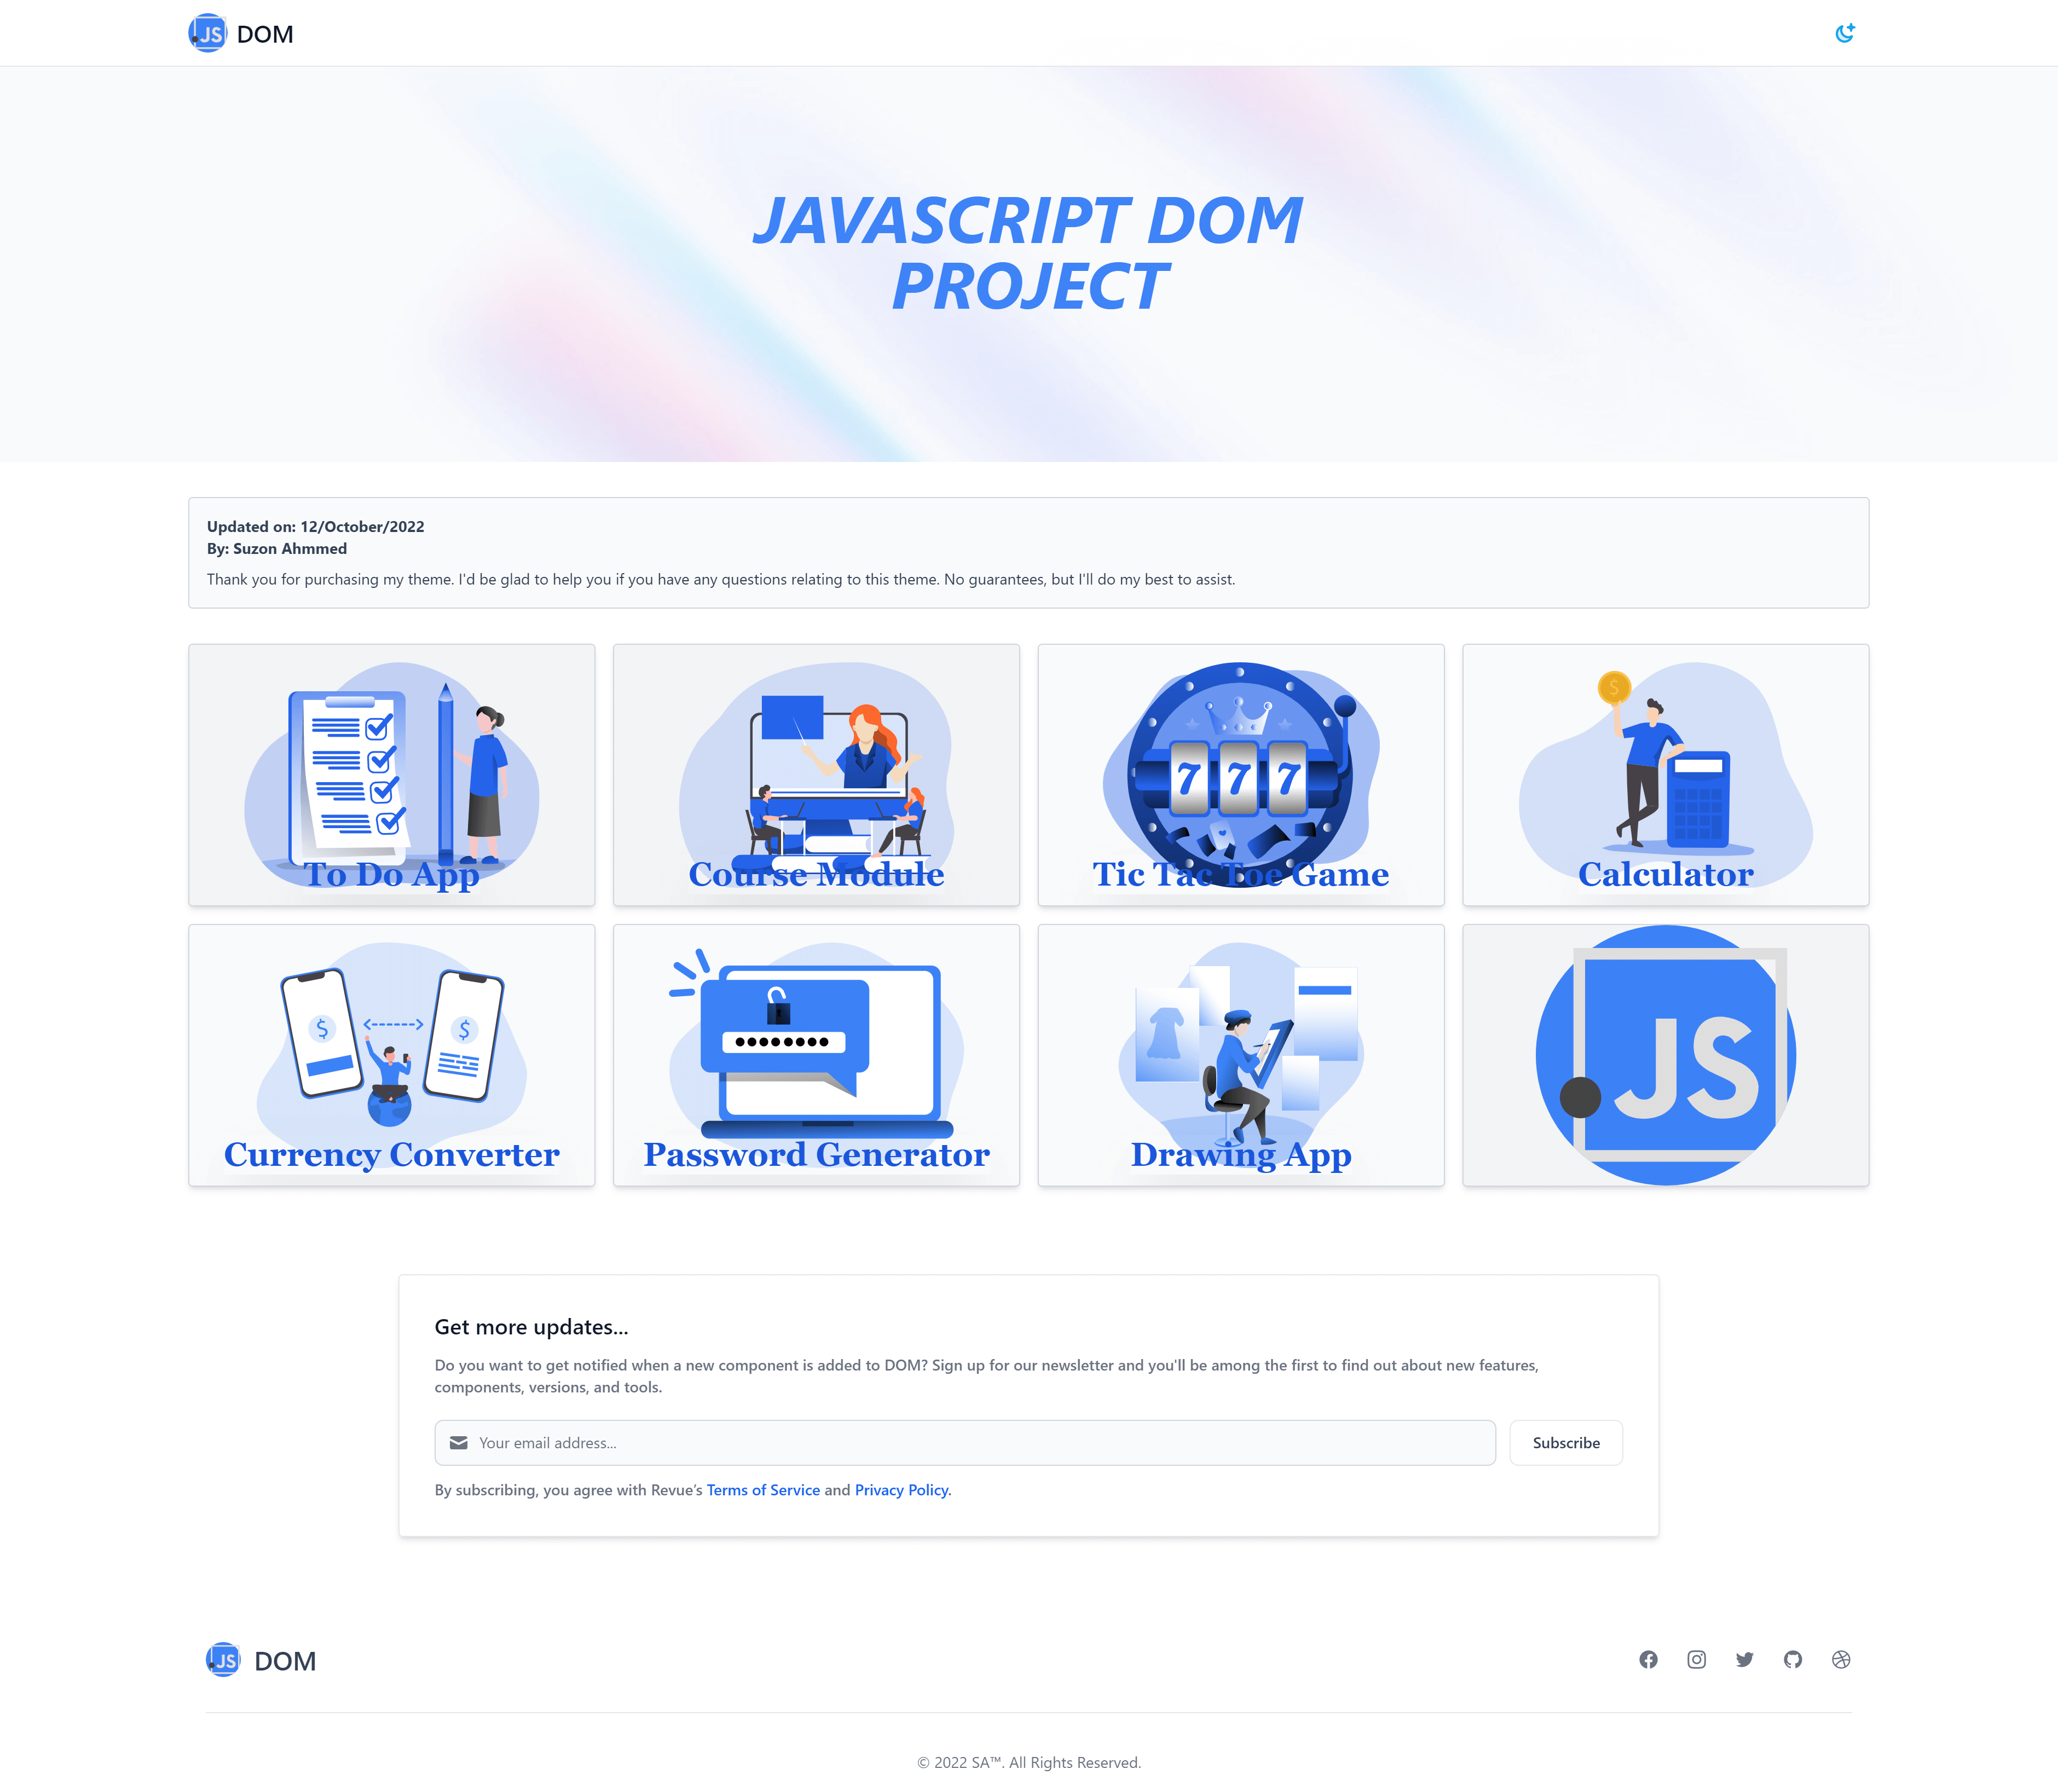 JS DOM
JAVASCRIPT DOM
PROJECT
Updated on: 12/October/2022
By: Suzon Ahmmed
Thank you for purchasing my theme. I'd be glad to help you if you have any questions relating to this theme. No guarantees, but I'll do my best to assist.
To Do App
Course Module
777
Tic Tac Toe Game
$
Calculator
$ $
Currency Converter
Password Generator
Drawing App
JS
Get more updates...
Do you want to get notified when a new component is added to DOM? Sign up for our newsletter and you'll be among the first to find out about new features,
components, versions, and tools.
Your email address...
Subscribe
By subscribing, you agree with Revue's Terms of Service and Privacy Policy.
JS DOM
© 2022 SA™. All Rights Reserved.